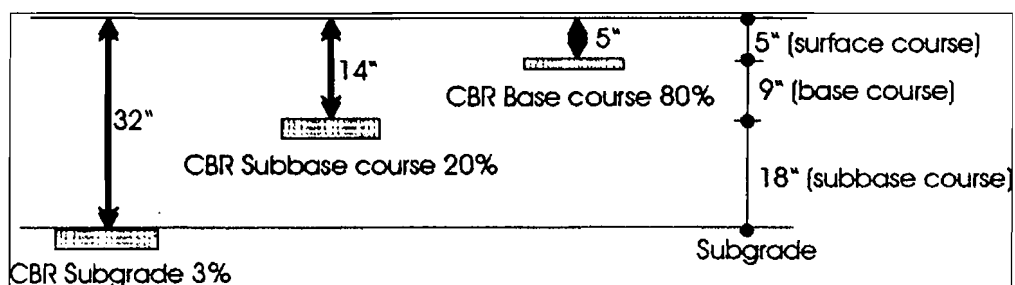 32"
CBR Subgrade 3%
14"
CBR Subbase course 20%
5"
CBR Base course 80%
5" (surface course)
9" (base course)
18" (subbase course)
Subgrade